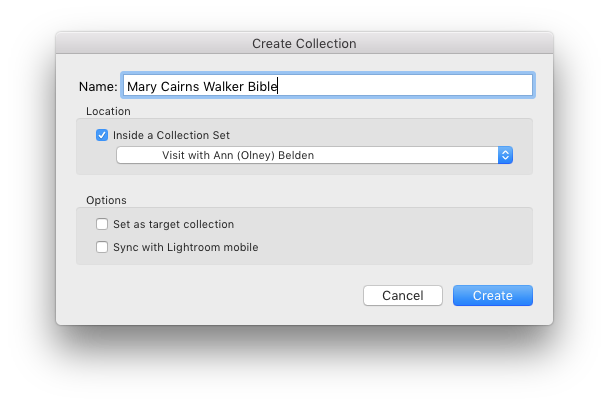 Create Collection
Name: Mary Cairns Walker Bible
Location
Inside a Collection Set
Visit with Ann (Olney) Belden
Options
Set as target collection
Sync with Lightroom mobile
Cancel Create